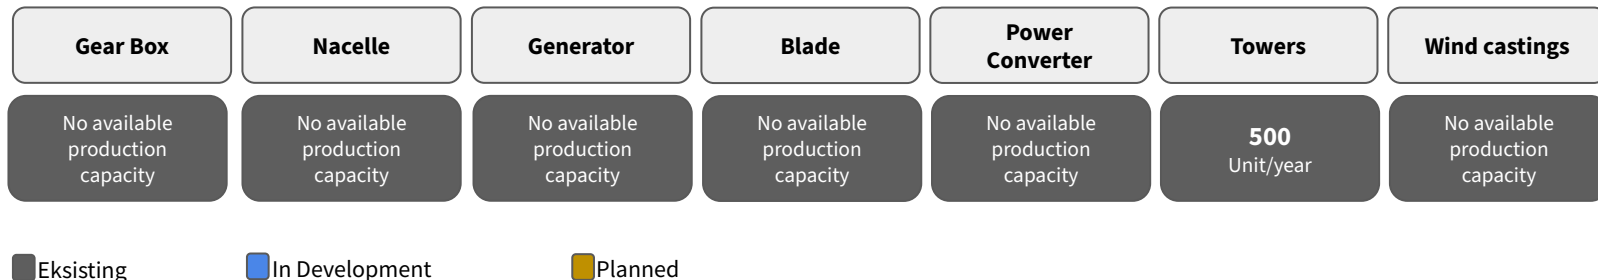 Gear Box
Nacelle
Generator
Blade
Power
Converter
Towers
Wind castings
No available
production
capacity
No available
production
capacity
No available
production
capacity
No available
production
capacity
No available
production
capacity
500
Unit/year
No available
production
capacity
Eksisting
In Development
Planned